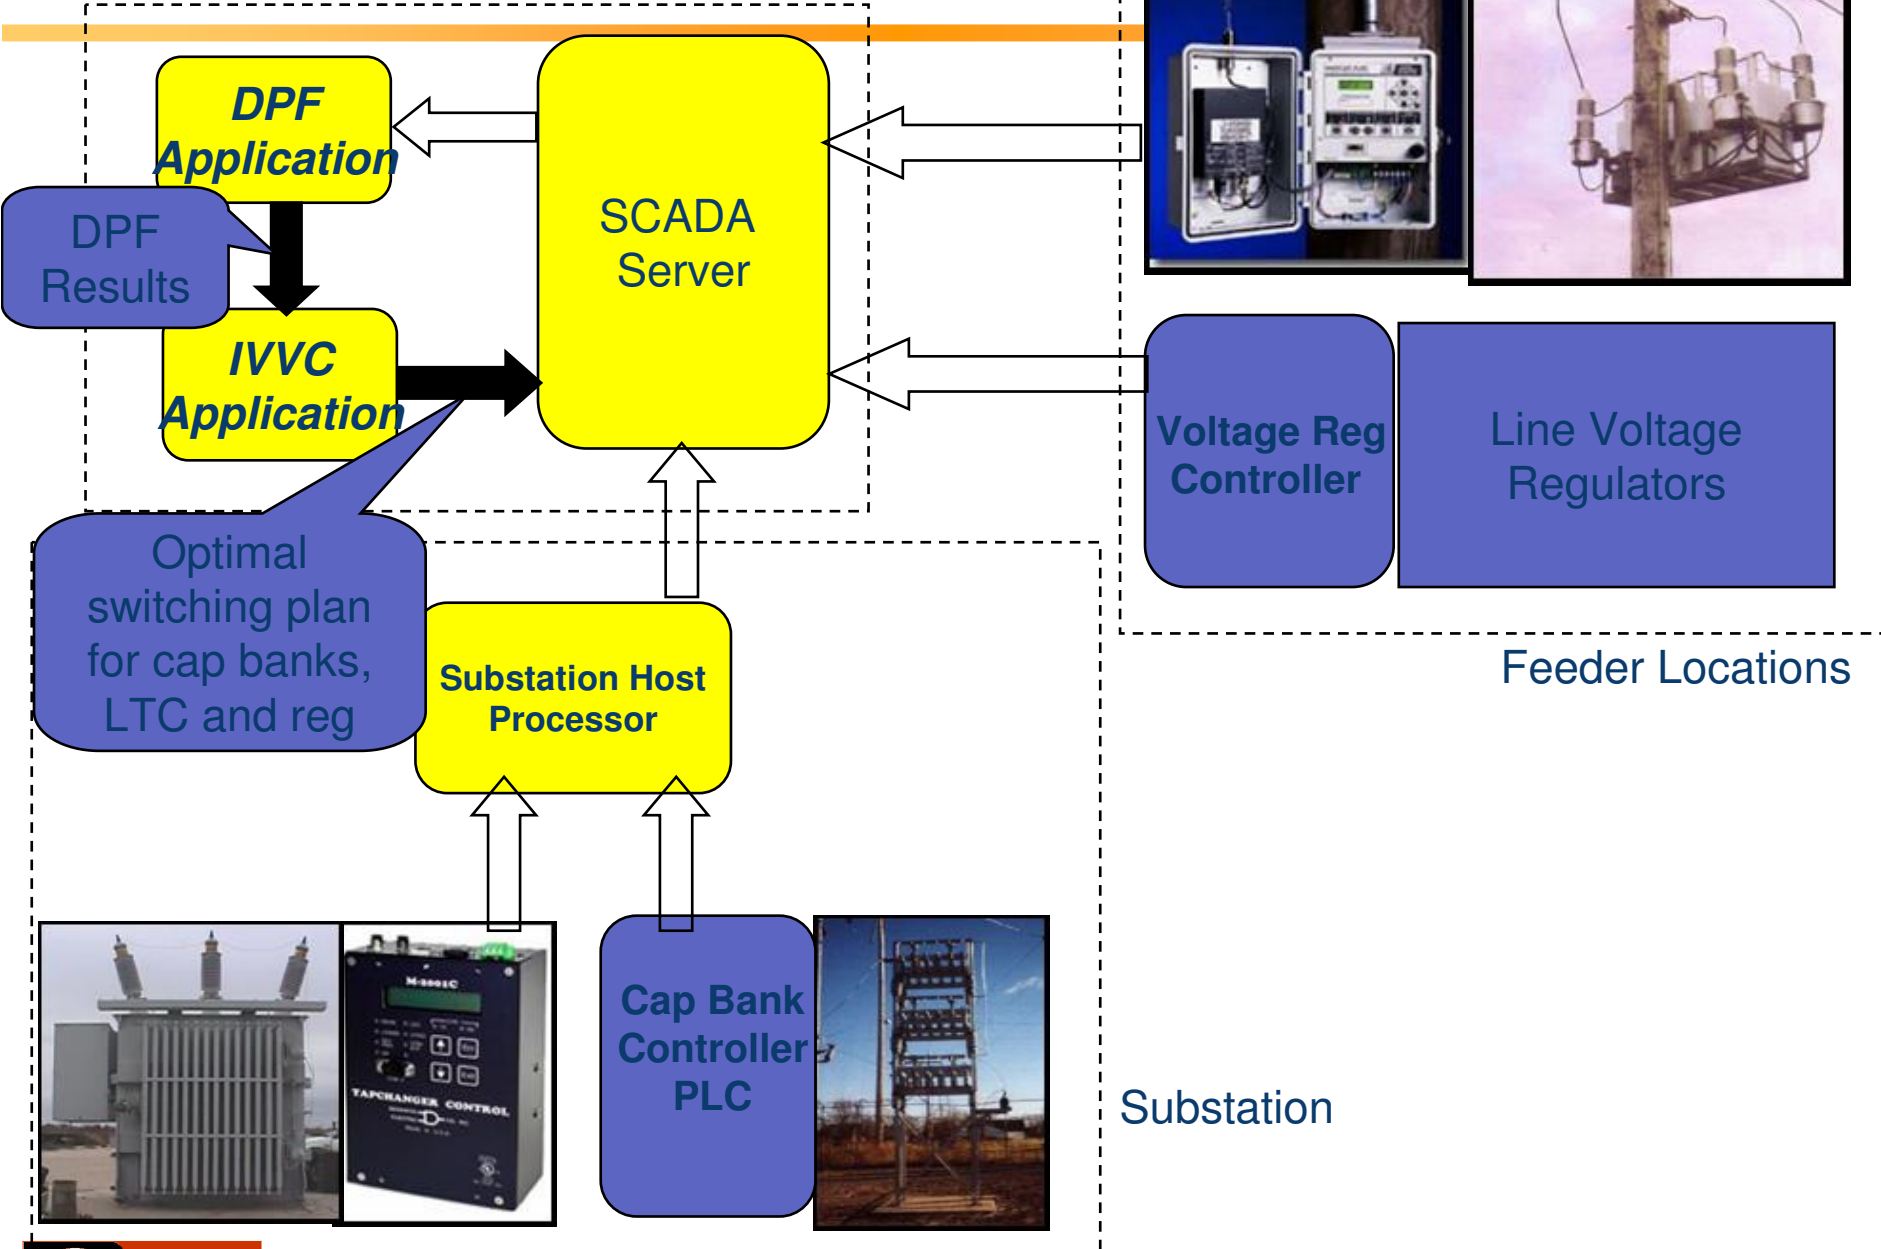 DPF
Application
SCADA
Server
DPF
Results
IVVC
Application
Voltage Reg
Controller
Line Voltage
Regulators
Optimal
switching plan
for cap banks,
LTC and reg
Substation Host
Processor
Feeder Locations
M-2001C
TAPCHANGER CONTROL
Cap Bank
Controller
PLC
Substation